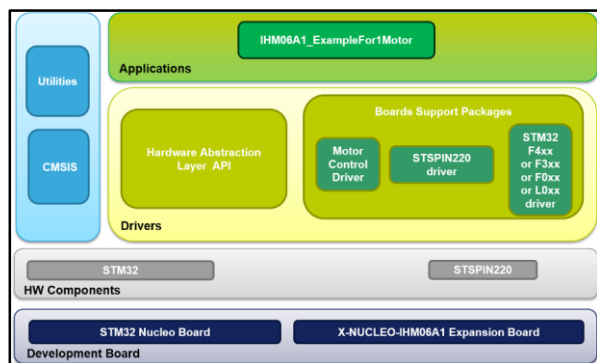 IHM06A1_ExampleFor1Motor
Applications
Utilities
CMSIS
Boards Support Packages
Hardware Abstraction
Layer API
Motor
Control
Driver
STSPIN220
driver
STM32
F4xx
or F3xx
or F0xx
or L0xx
driver
Drivers
STM32
STSPIN220
HW Components
STM32 Nucleo Board
X-NUCLEO-IHM06A1 Expansion Board
Development Board